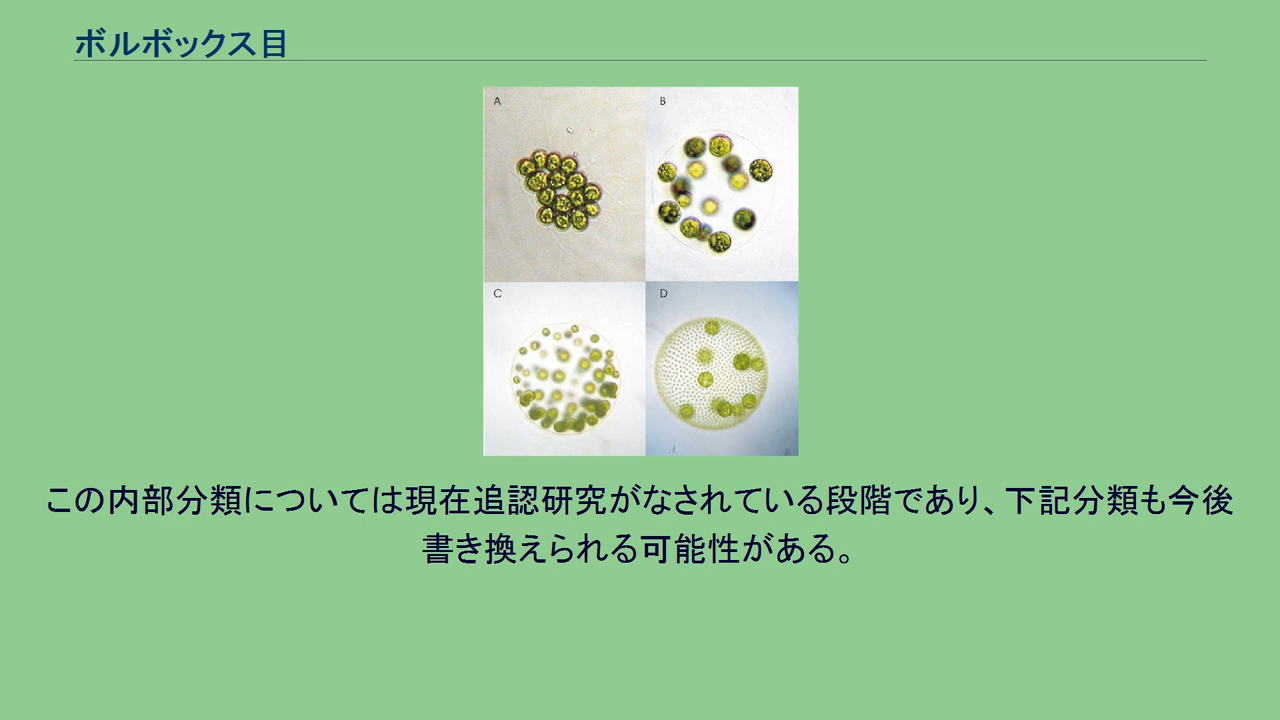 ボルボックス目
A
B
C
D
この内部分類については現在追認研究がなされている段階であり、下記分類も今後
書き換えられる可能性がある。